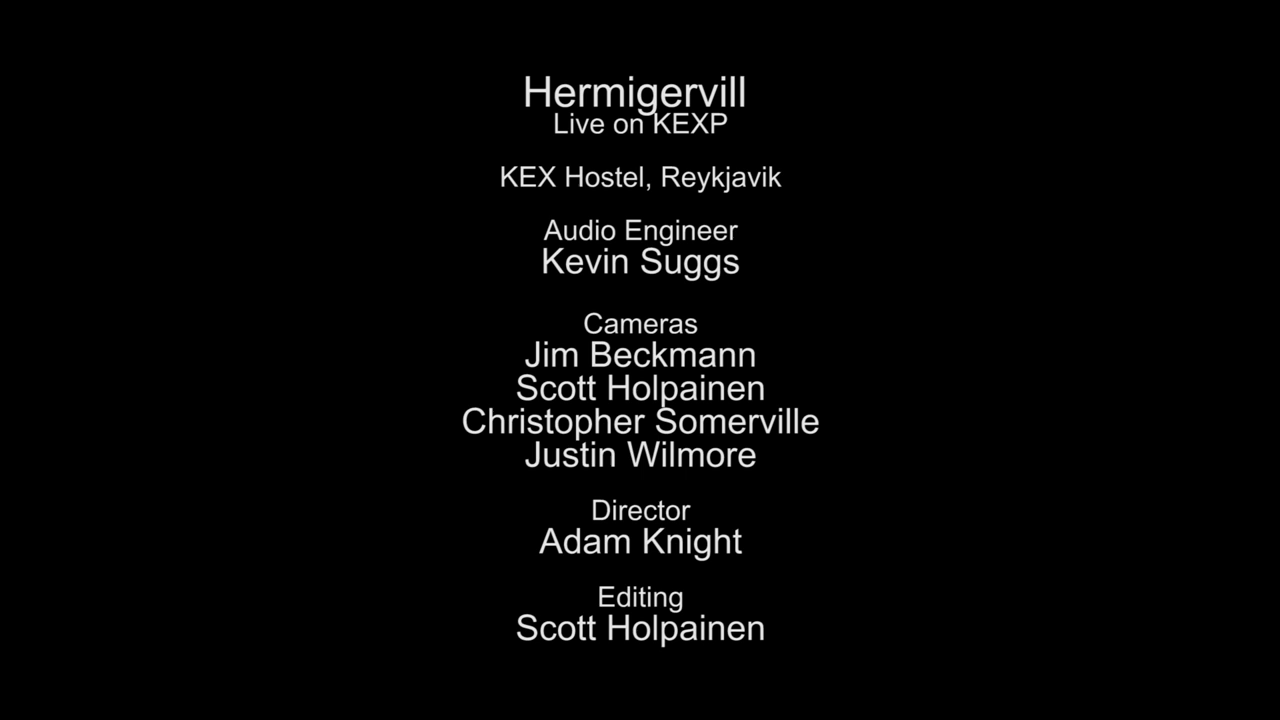 Hermigervill
Live on KEXP
KEX Hostel, Reykjavik
Audio Engineer
Kevin Suggs
Cameras
Jim Beckmann
Scott Holpainen
Christopher Somerville
Justin Wilmore
Director
Adam Knight
Editing
Scott Holpainen